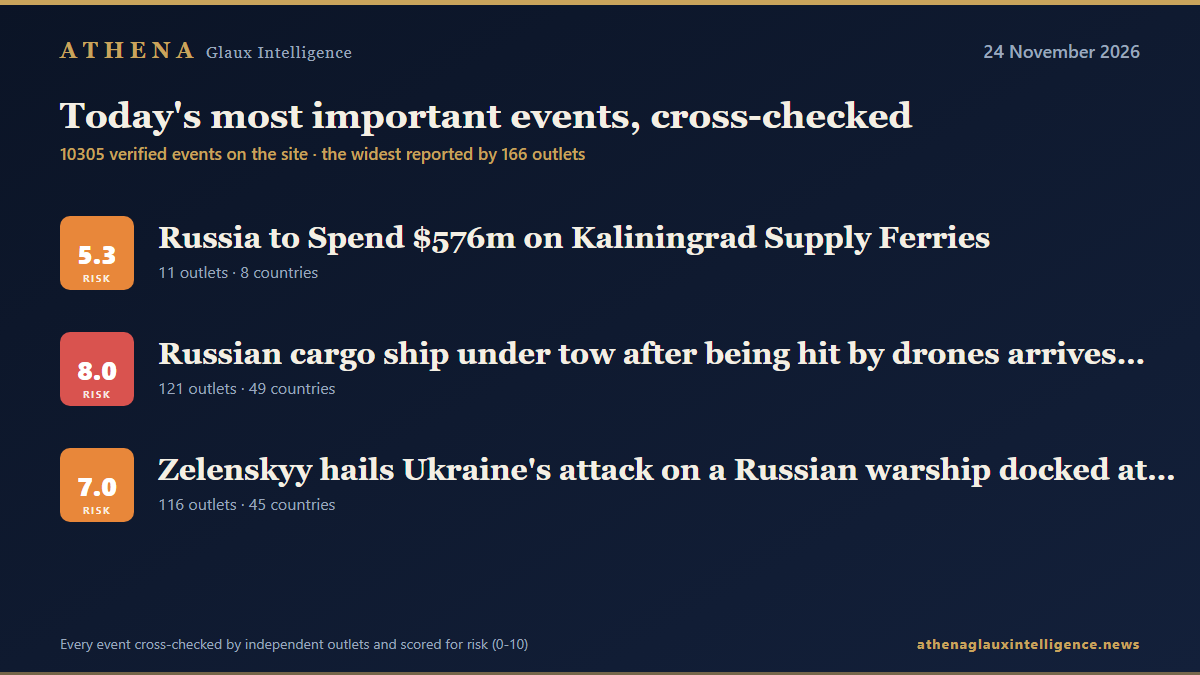 ATHENA Glaux Intelligence
24 November 2026
Today's most important events, cross-checked
10305 verified events on the site · the widest reported by 166 outlets
5.3
RISK
Russia to Spend $576m on Kaliningrad Supply Ferries
11 outlets · 8 countries
8.0
RISK
Russian cargo ship under tow after being hit by drones arrives...
121 outlets · 49 countries
7.0
RISK
Zelenskyy hails Ukraine's attack on a Russian warship docked at...
116 outlets · 45 countries
Every event cross-checked by independent outlets and scored for risk (0-10)
athenaglauxintelligence.news